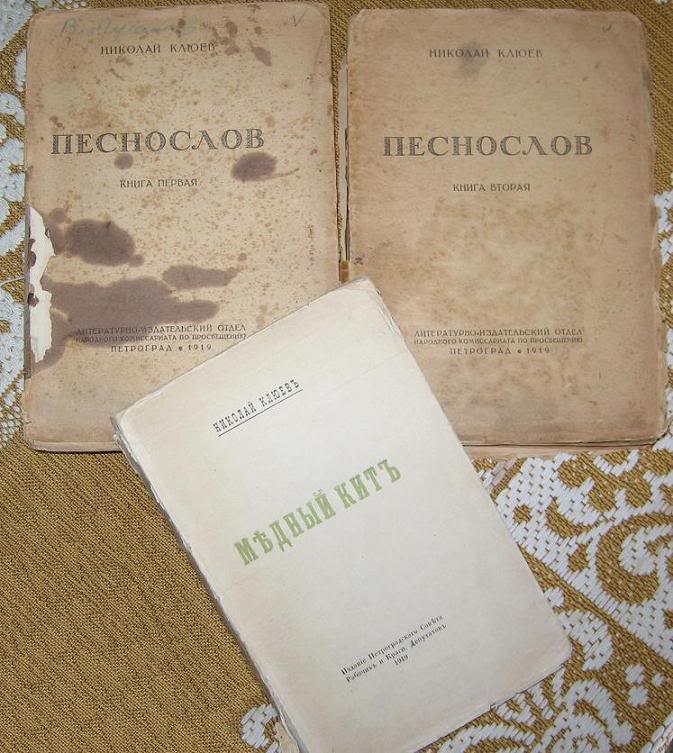 НИКОЛАЙ КЛЮЕВ
ПЕСНОСЛОВ
КНИГА ПЕРВАЯ
ЛИТЕРАТУРНО-ИЗДАТЕЛЬСКИЙ ОТДЕЛ
НАРОДНОГО КОМИССАРИАТА ПО ПРОСВЕЩЕНИЮ
ПЕТРОГРАД • 1919
НИКОЛАЙ КЛЮЕВ
ПЕСНОСЛОВ
КНИГА ВТОРАЯ
ЛИТЕРАТУРНО-ИЗДАТЕЛЬСКИЙ ОТДЕЛ
НАРОДНОГО КОМИССАРИАТА ПО ПРОСВЕЩЕНИЮ
ПЕТРОГРАД • 1919
НИКОЛАЙ КЛЮЕВЪ
МѢДНЫЙ КИТЪ
Изданіе Петроградскаго Совѣта
Рабочихъ и Красн. Депутатовъ
1919